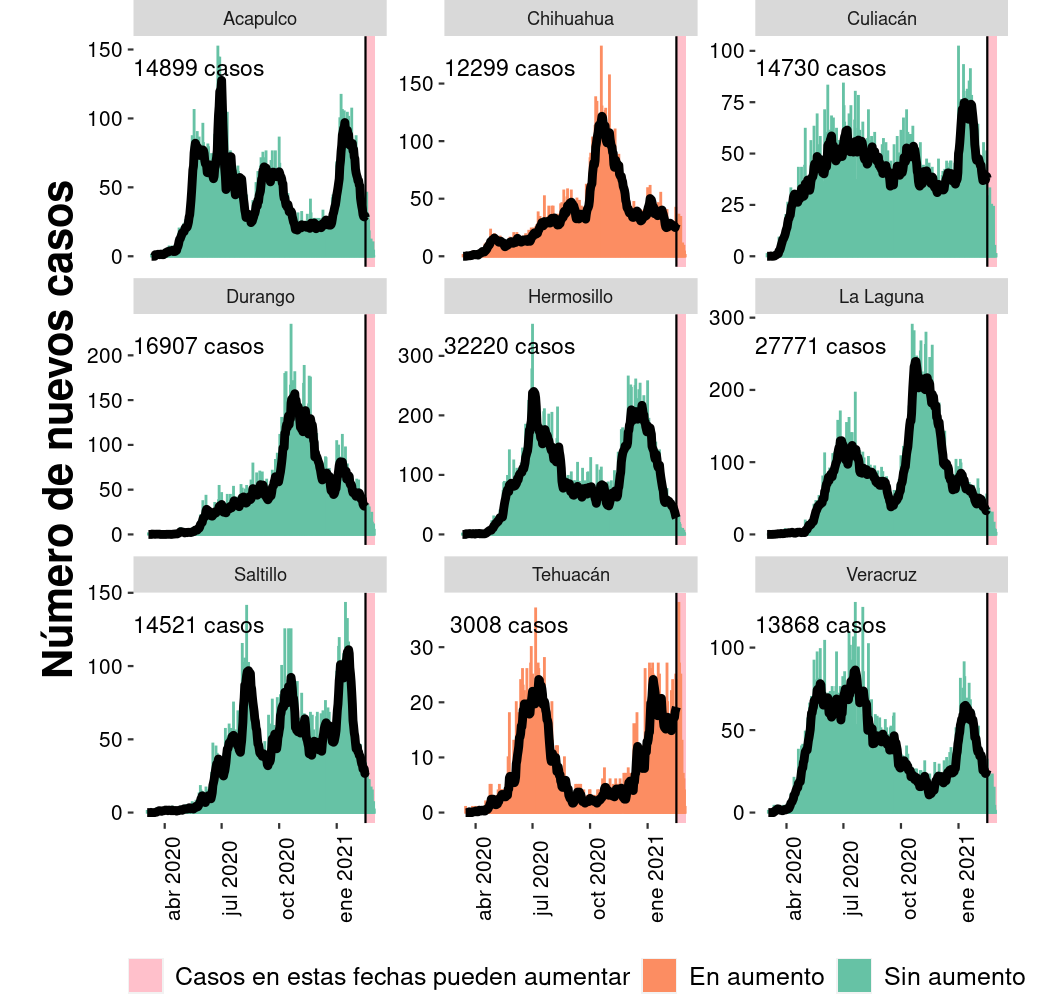 Número de nuevos casos
Acapulco
Chihuahua
Culiacán
150
100
50
0
14899 casos
150
100
50
0
12299 casos
100
75
50
25
0
14730 casos
Durango
Hermosillo
La Laguna
200
150
100
50
0
16907 casos
300
200
100
0
32220 casos
300
200
100
0
27771 casos
Saltillo
Tehuacán
Veracruz
150
100
50
0
14521 casos
30
20
10
0
3008 casos
100
50
0
13868 casos
abr 2020
jul 2020
oct 2020
ene 2021
abr 2020
jul 2020
oct 2020
ene 2021
abr 2020
jul 2020
oct 2020
ene 2021
Casos en estas fechas pueden aumentar
En aumento
Sin aumento